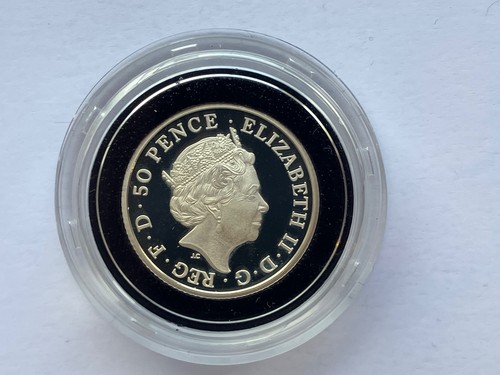 ELIZABETH II · D · G · REG · F · D · 50 PENCE ·
J.C